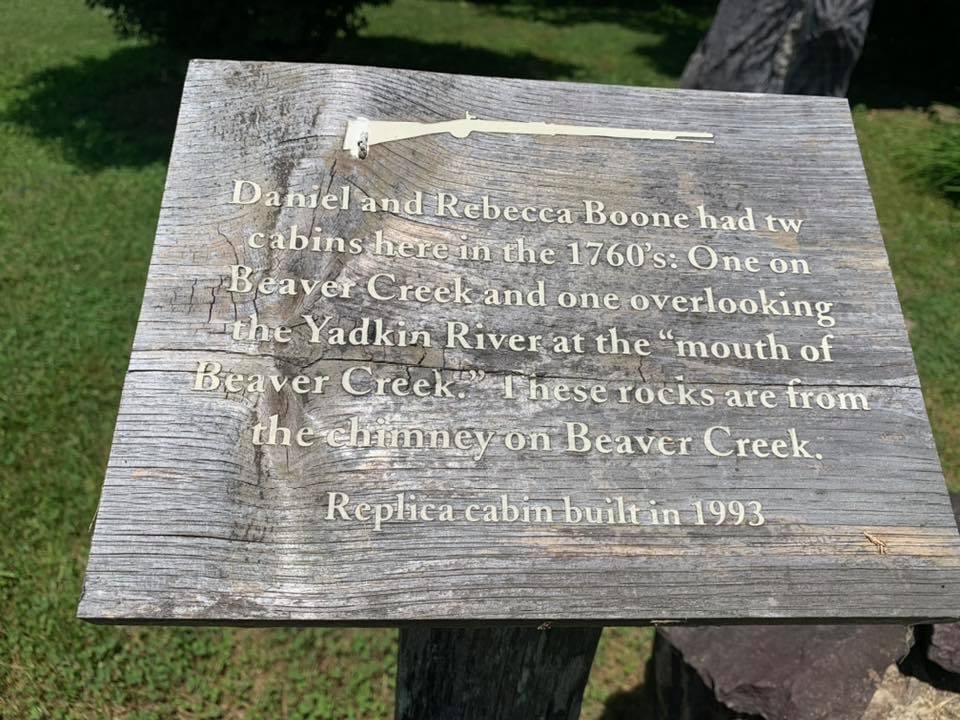 Daniel and Rebecca Boone had tw
cabins here in the 1760's: One on
Beaver Creek and one overlooking
the Yadkin River at the “mouth of
Beaver Creek.” These rocks are from
the chimney on Beaver Creek.
Replica cabin built in 1993